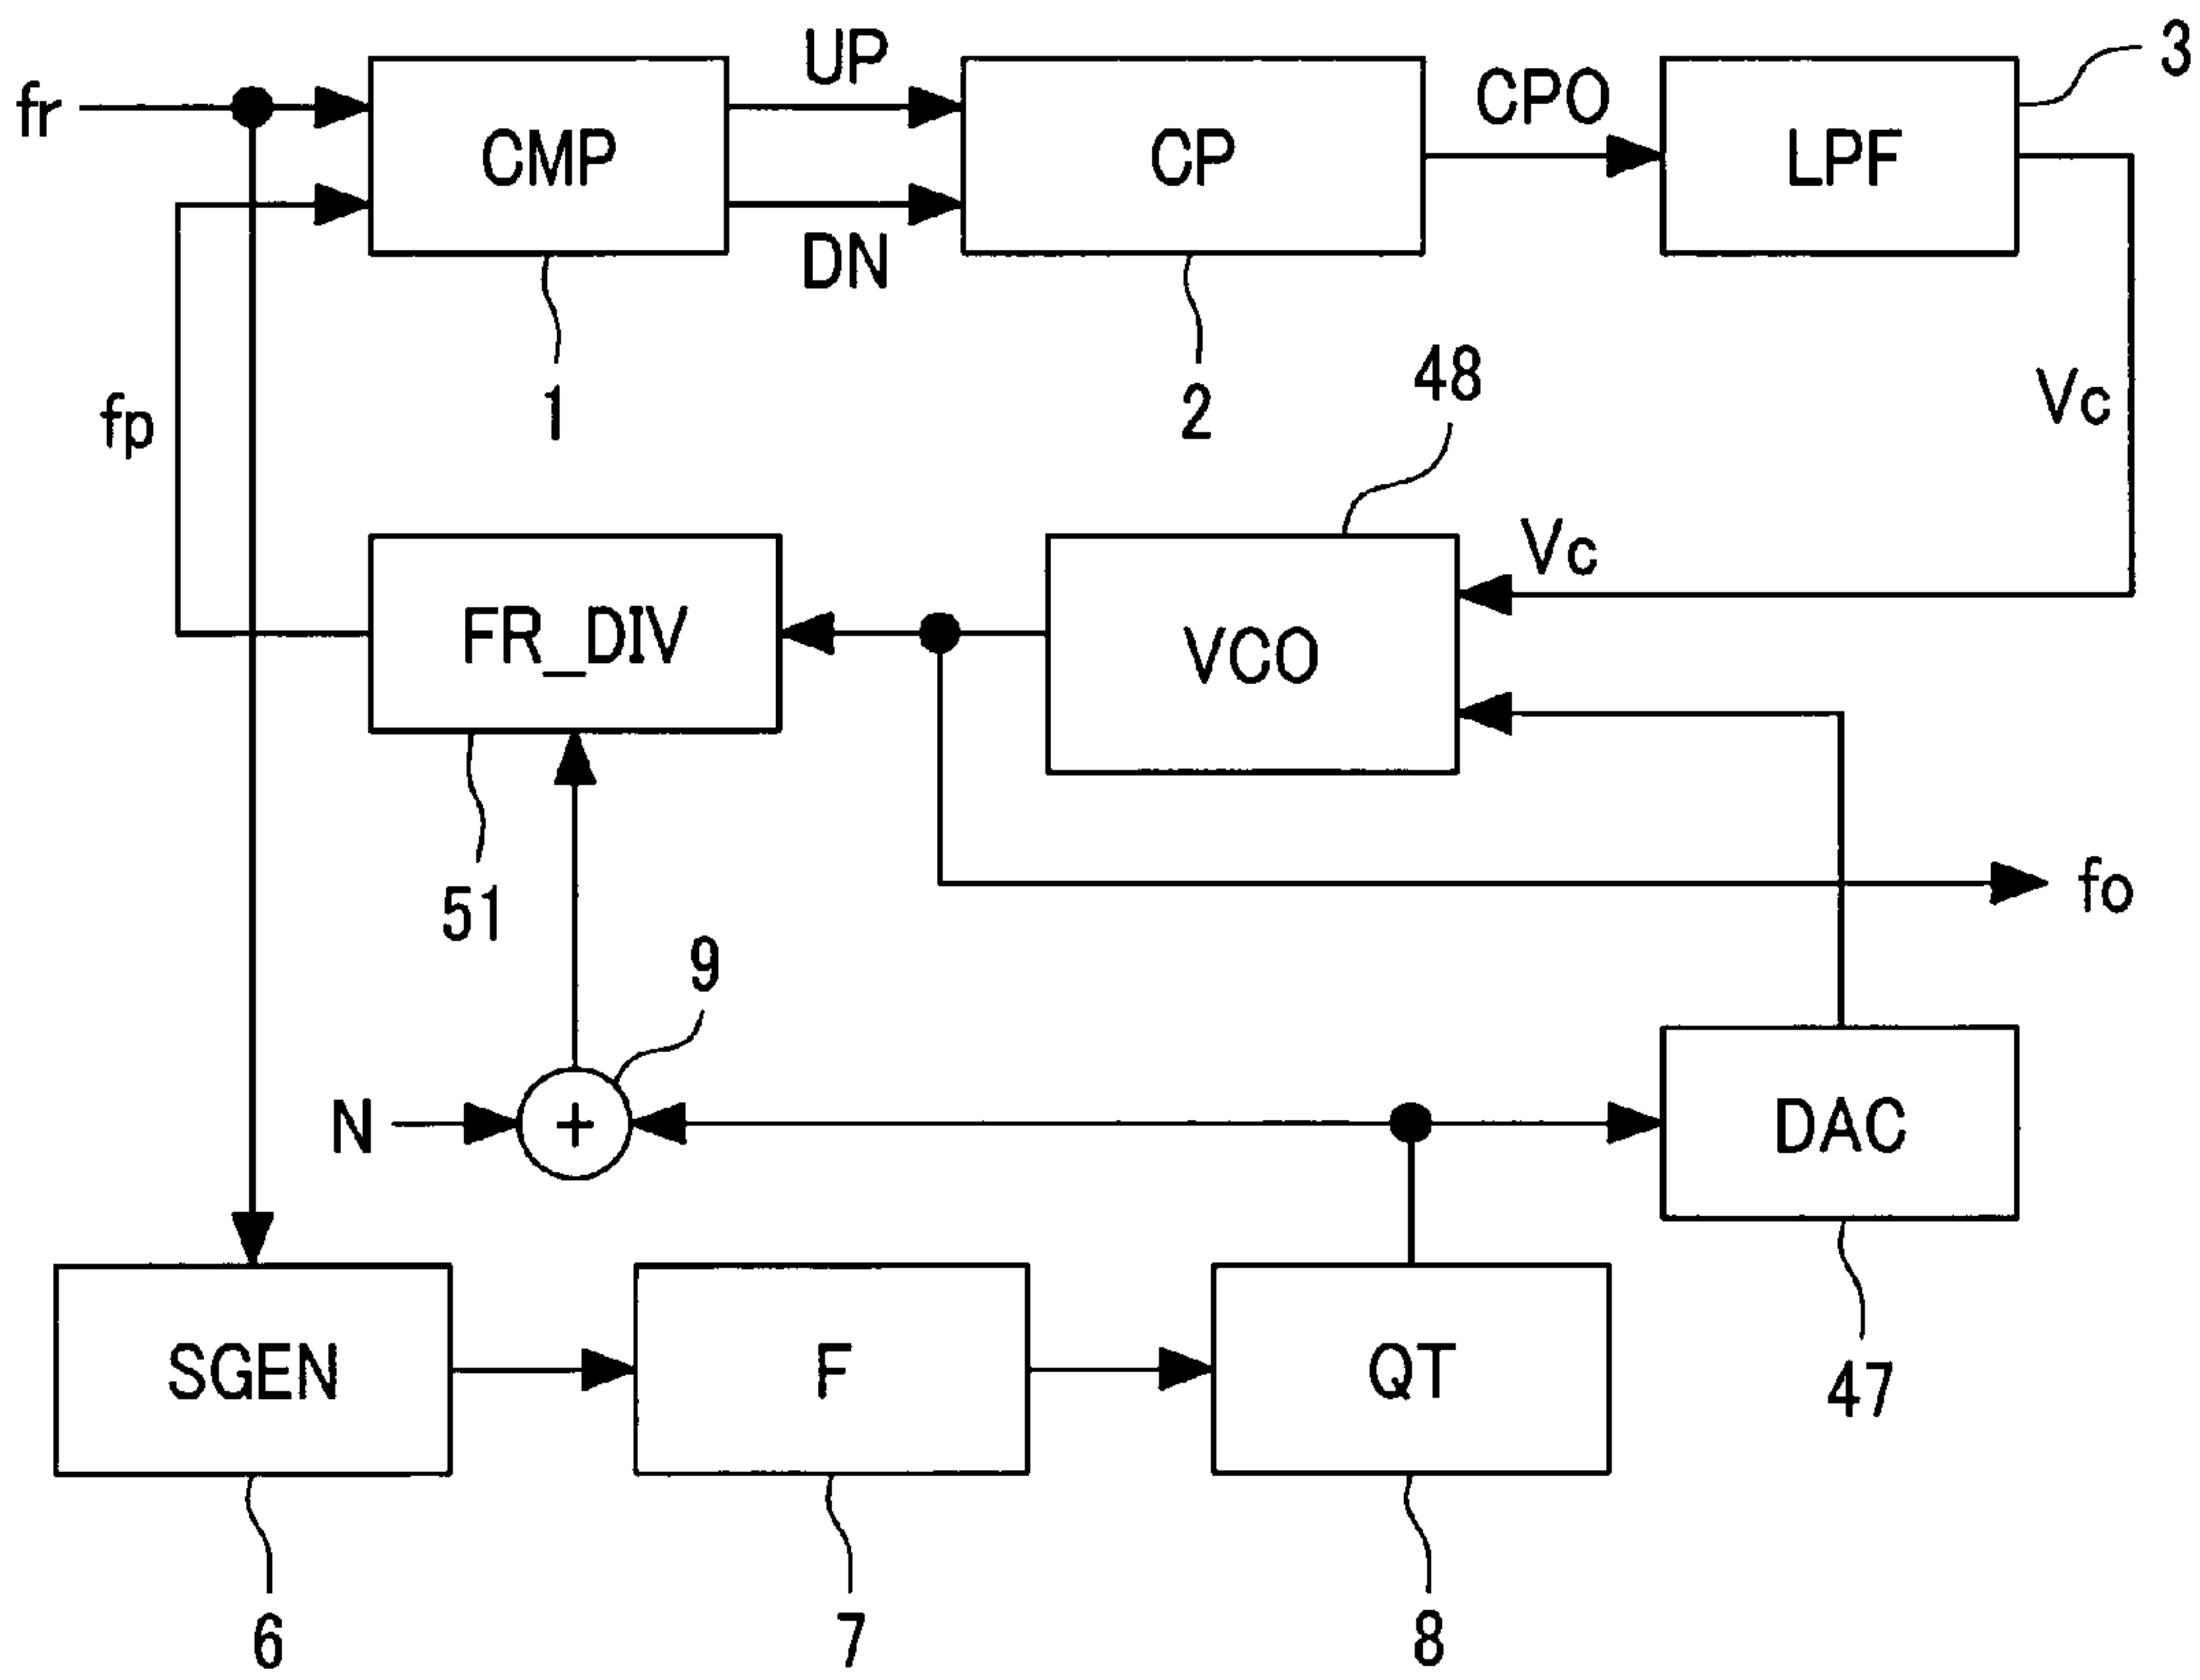 UP
CPO
3
fr
CMP
CP
LPF
DN
1
2
48
fp
Vc
Vc
FR_DIV
VCO
51
fo
9
N
+
DAC
SGEN
F
QT
47
6
7
8